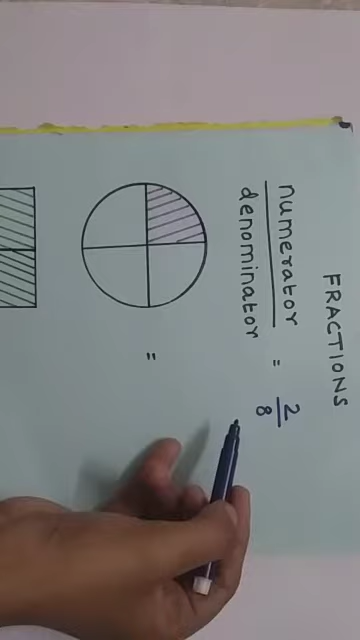 FRACTIONS
numerator
denominator
= 2
8
=